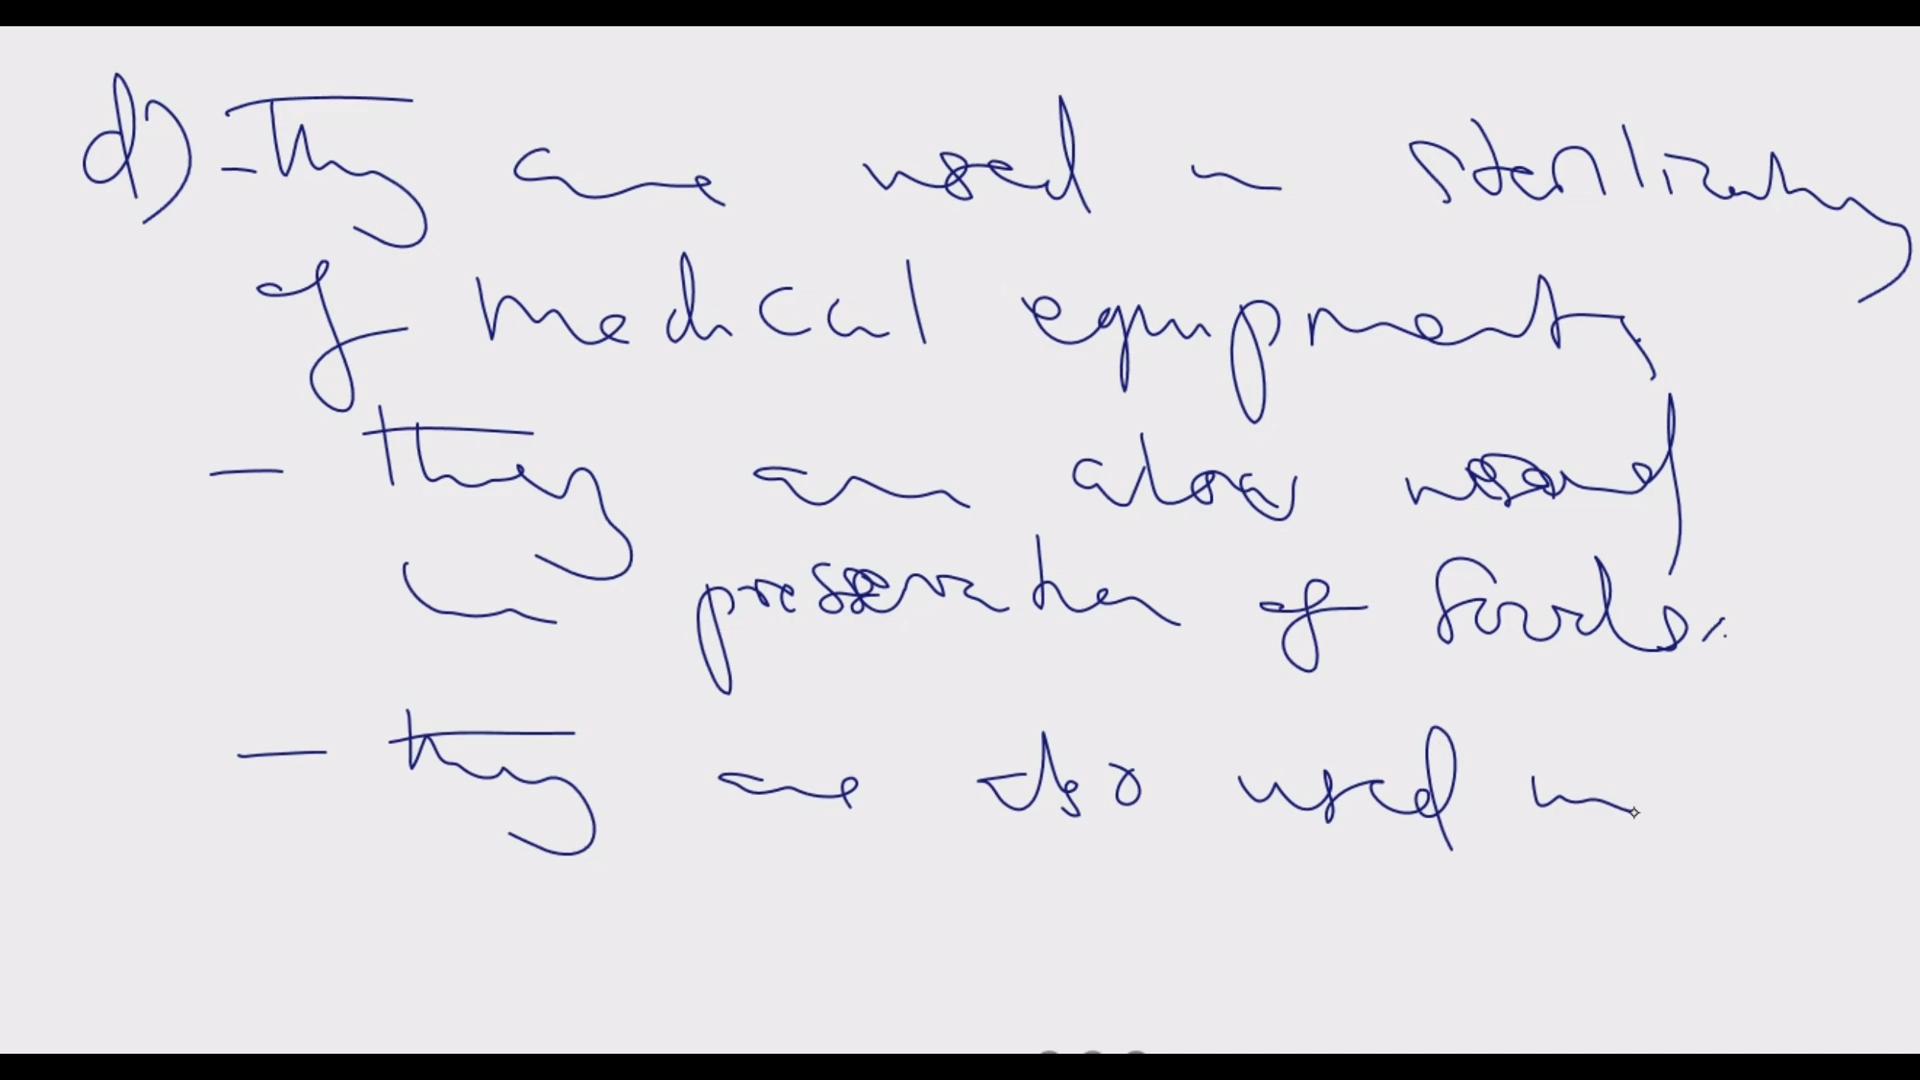 d) - They are used in sterilizing
of medical equipment,
- They are also used
in preservation of foods.
- They are also used in